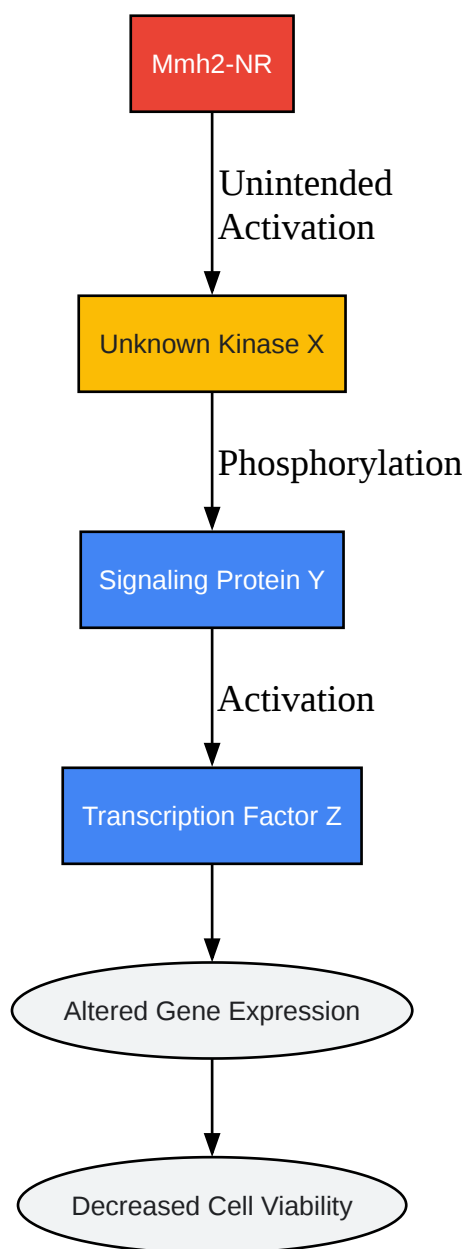 Mmh2-NR
Unintended
Activation
Unknown Kinase X
Phosphorylation
Signaling Protein Y
Activation
Transcription Factor Z
Altered Gene Expression
Decreased Cell Viability